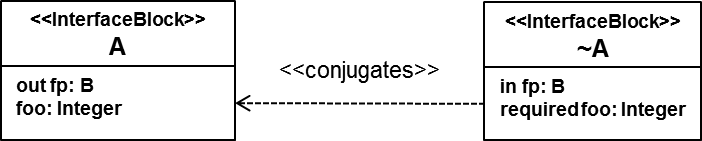 <<InterfaceBlock>>
A
out fp: B
foo: Integer
<<conjugates>>
<<InterfaceBlock>>
~A
in fp: B
required foo: Integer